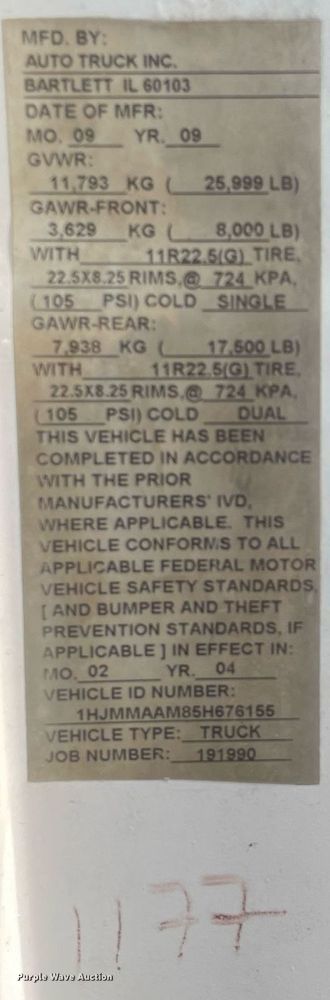 MFD. BY:
AUTO TRUCK INC.
BARTLETT IL 60103
DATE OF MFR:
MO. 09 YR. 09
GVWR:
11,793 KG ( 25,999 LB)
GAWR-FRONT:
3,629 KG ( 8,000 LB)
WITH 11R22.5(G) TIRE,
22.5X8.25 RIMS,@ 724 KPA,
( 105 PSI) COLD SINGLE
GAWR-REAR:
7,938 KG ( 17,500 LB)
WITH 11R22.5(G) TIRE,
22.5X8.25 RIMS,@ 724 KPA,
( 105 PSI) COLD DUAL
THIS VEHICLE HAS BEEN
COMPLETED IN ACCORDANCE
WITH THE PRIOR
MANUFACTURERS' IVD,
WHERE APPLICABLE. THIS
VEHICLE CONFORMS TO ALL
APPLICABLE FEDERAL MOTOR
VEHICLE SAFETY STANDARDS,
[ AND BUMPER AND THEFT
PREVENTION STANDARDS, IF
APPLICABLE ] IN EFFECT IN:
MO. 02 YR. 04
VEHICLE ID NUMBER:
1HJMMAAM85H676155
VEHICLE TYPE: TRUCK
JOB NUMBER: 191990
1177
Purple Wave Auction